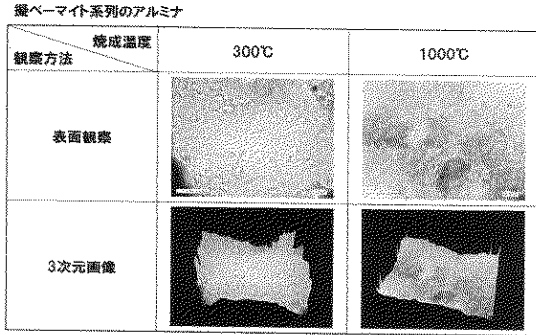 擬ベーマイト系列のアルミナ
焼成温度
観察方法
300℃
1000℃
表面観察
3次元画像